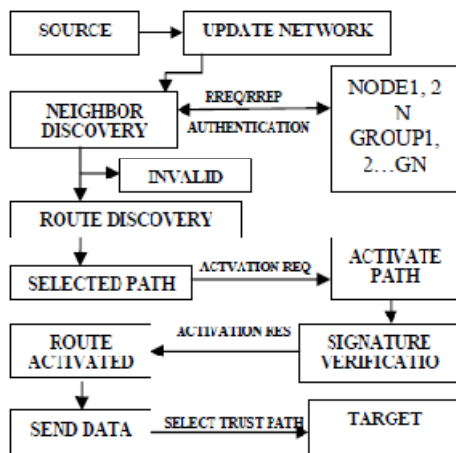 SOURCE
UPDATE NETWORK
NEIGHBOR
DISCOVERY
RREQ/RREP
AUTHENTICATION
NODE1, 2
N
GROUP1,
2...GN
INVALID
ROUTE DISCOVERY
SELECTED PATH
ACTVATION REQ
ACTIVATE
PATH
ROUTE
ACTIVATED
ACTIVATION RES
SIGNATURE
VERIFICATIO
SEND DATA
SELECT TRUST PATH
TARGET